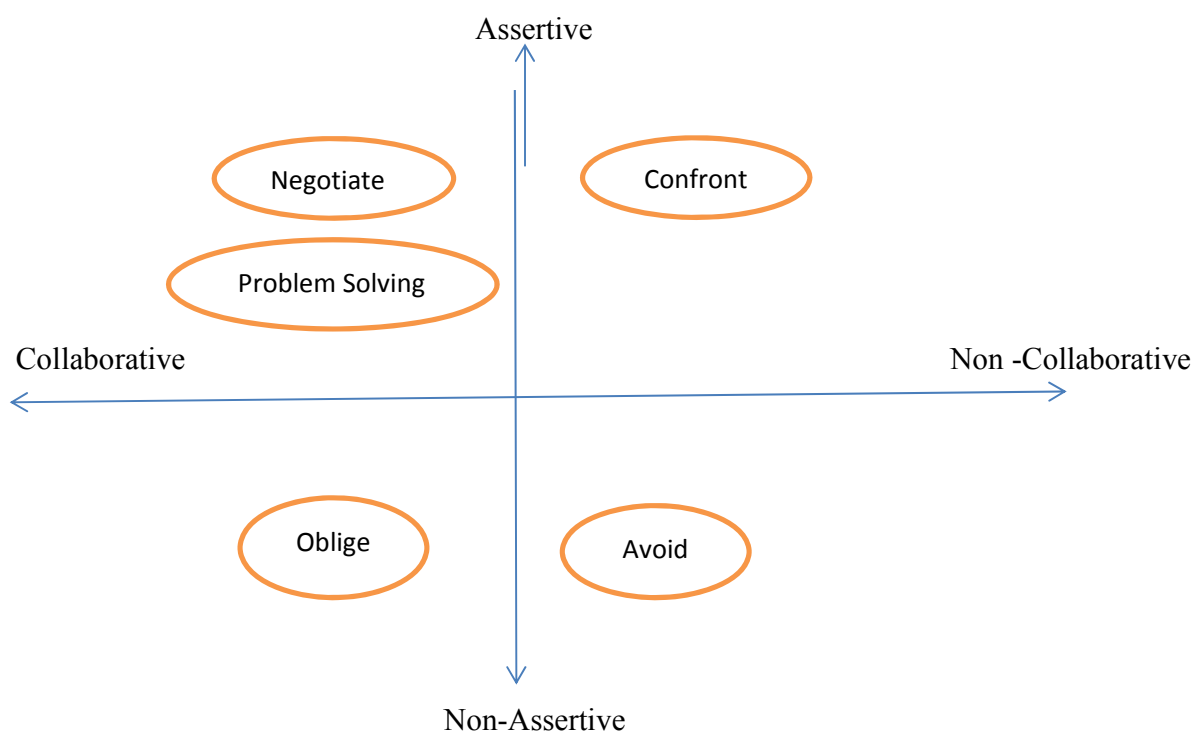 Assertive
Negotiate
Confront
Problem Solving
Collaborative
Non -Collaborative
Oblige
Avoid
Non-Assertive